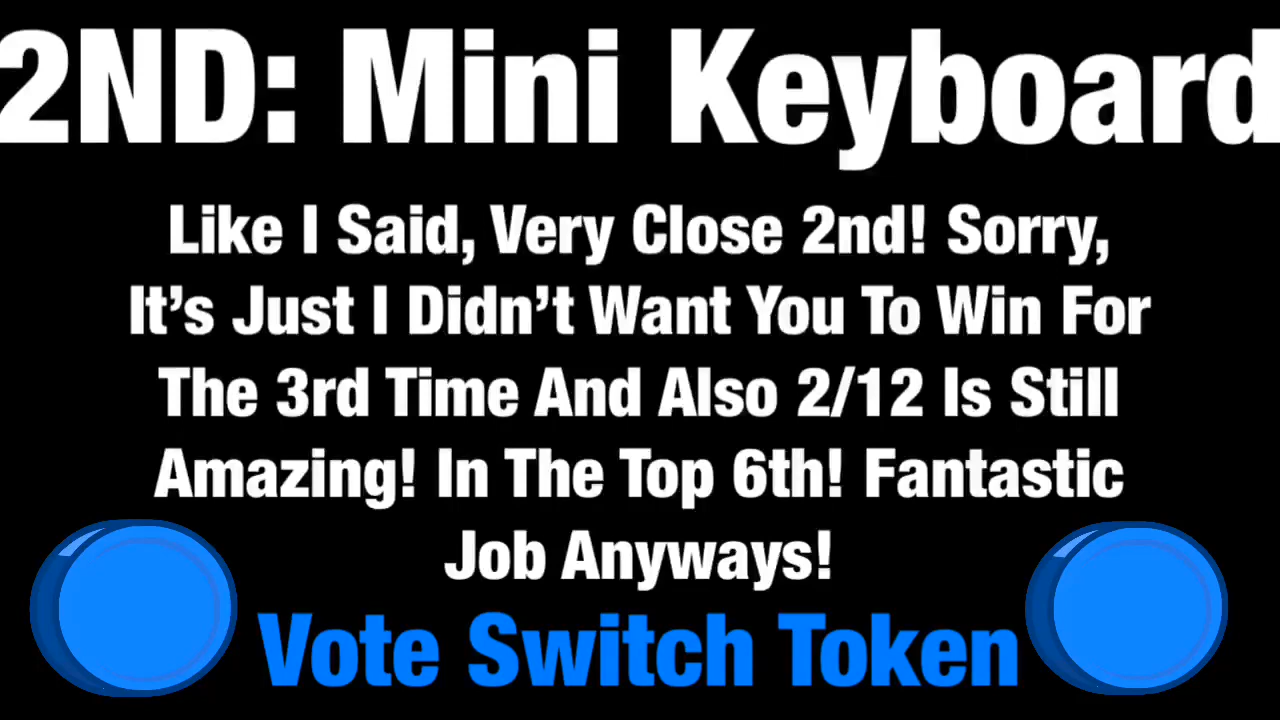 2ND: Mini Keyboard
Like I Said, Very Close 2nd! Sorry,
It’s Just I Didn’t Want You To Win For
The 3rd Time And Also 2/12 Is Still
Amazing! In The Top 6th! Fantastic
Job Anyways!
Vote Switch Token